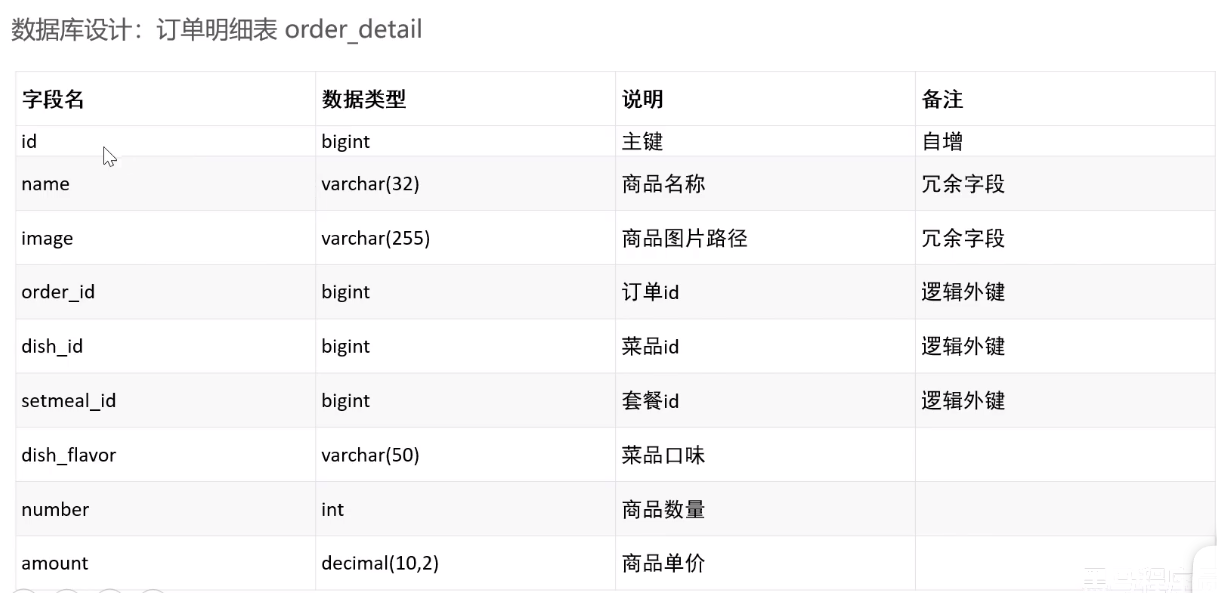 数据库设计：订单明细表 order_detail
字段名 数据类型 说明 备注
id bigint 主键 自增
name varchar(32) 商品名称 冗余字段
image varchar(255) 商品图片路径 冗余字段
order_id bigint 订单id 逻辑外键
dish_id bigint 菜品id 逻辑外键
setmeal_id bigint 套餐id 逻辑外键
dish_flavor varchar(50) 菜品口味
number int 商品数量
amount decimal(10,2) 商品单价